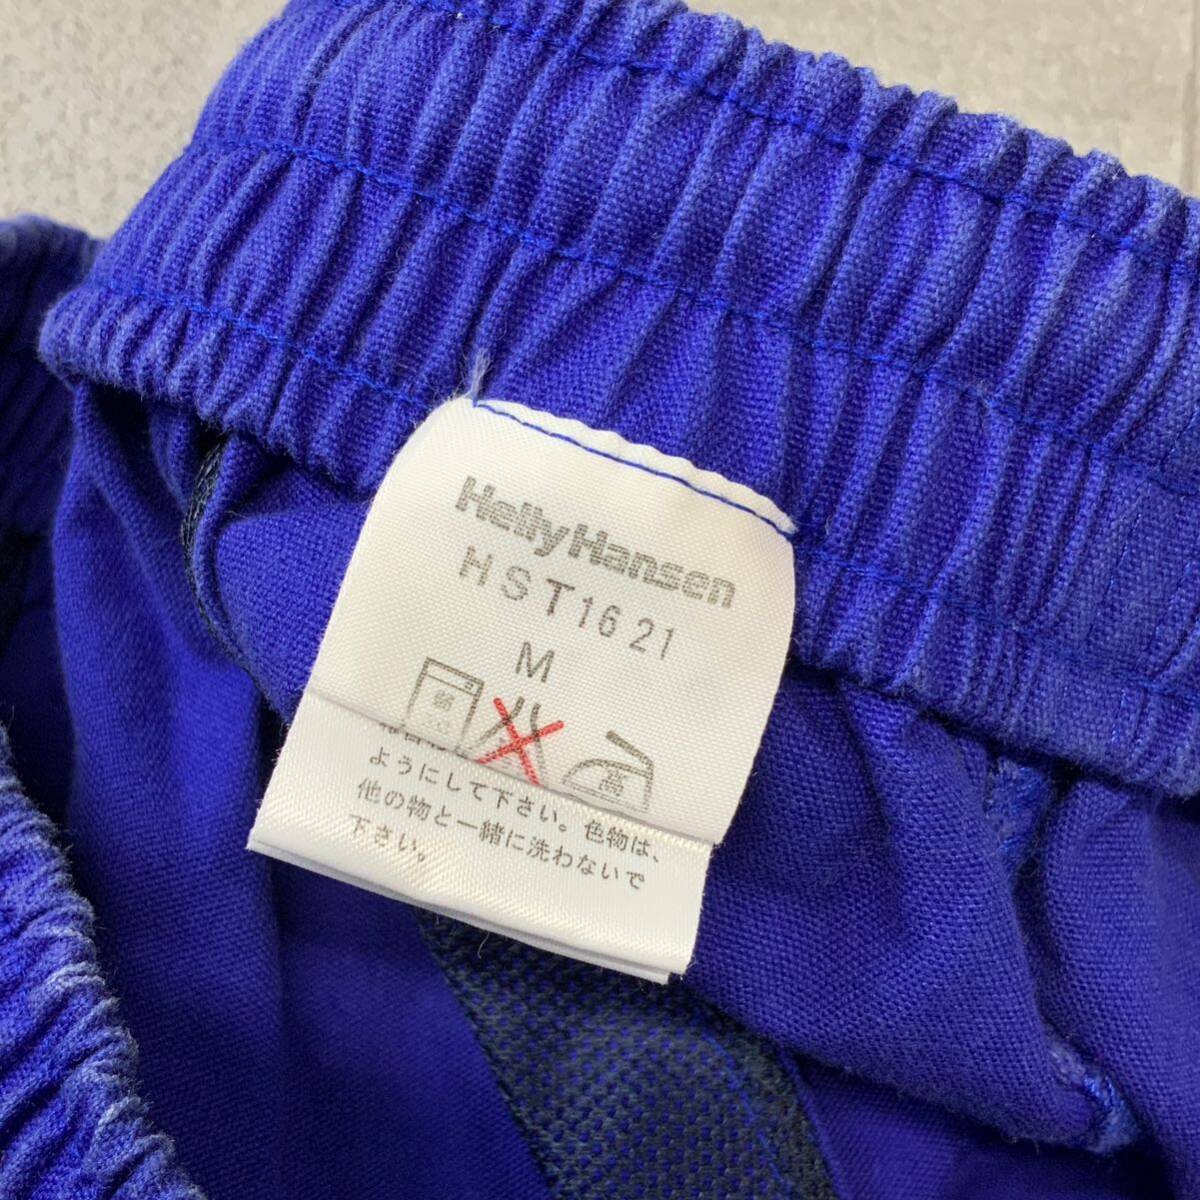 HellyHansen
HST1621
M
高
ようにして下さい。色物は、
他の物と一緒に洗わないで
下さい。